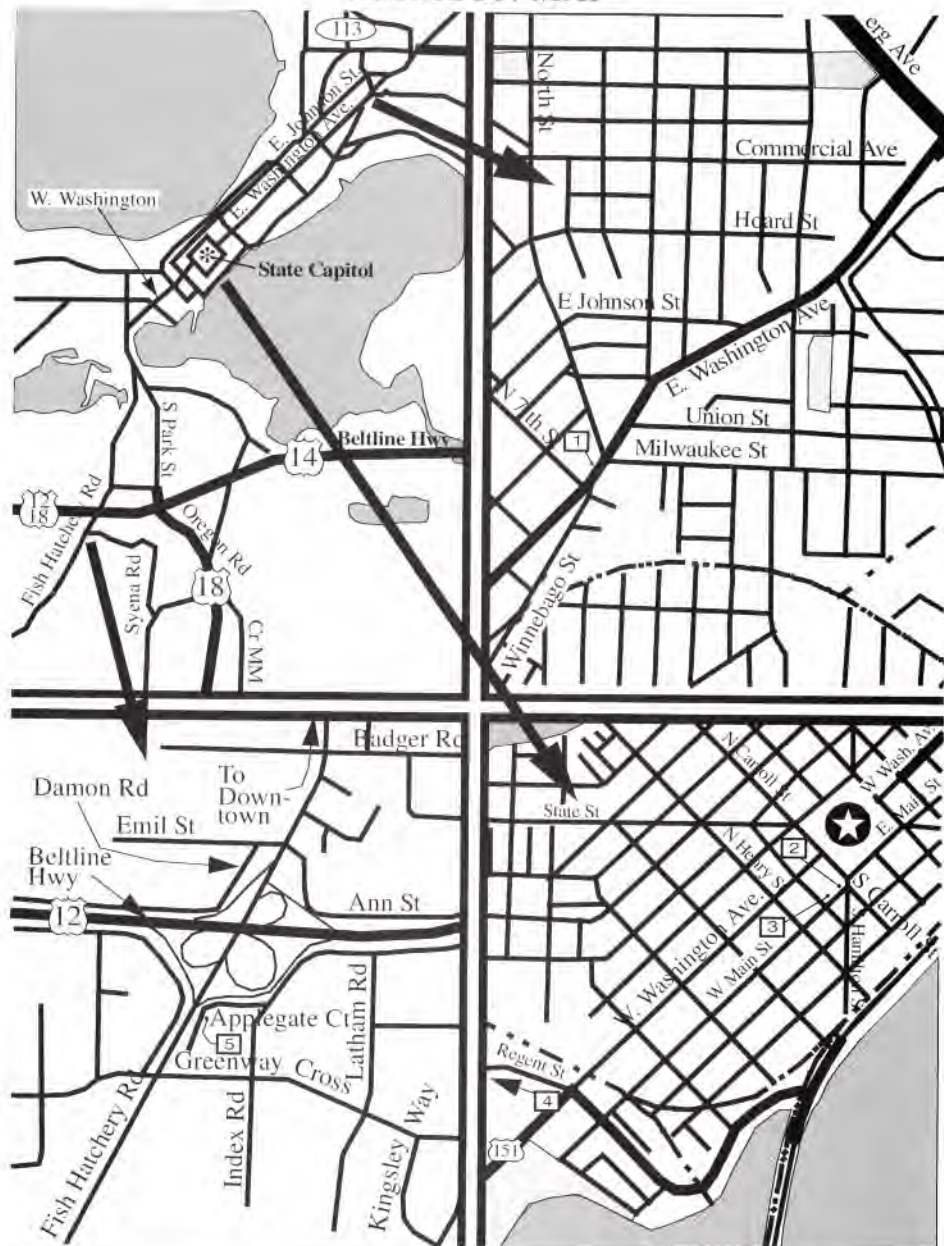 113
E. Johnson St.
E. Washington Ave.
W. Washington
State Capitol
S Park St
Beltline Hwy
14
12
18
Fish Hatchery Rd
Oregon Rd
Syena Rd
18
Cr MM
erg Ave
North St
Commercial Ave
Hoard St
E Johnson St
E. Washington Ave
N 7th S
1
Union St
Milwaukee St
Winnebago St
Badger Rd
To
Down-
town
Damon Rd
Emil St
Beltline
Hwy
Ann St
12
Applegate Ct
5
Greenway Cross
Latham Rd
Fish Hatchery Rd
Index Rd
Kingsley Way
N Carroll St
W Wash. Av
E. Mai St
State St
2
N Henry St
S Carroll St
3
W. Washington Ave.
W Main St
Regent St
4
151